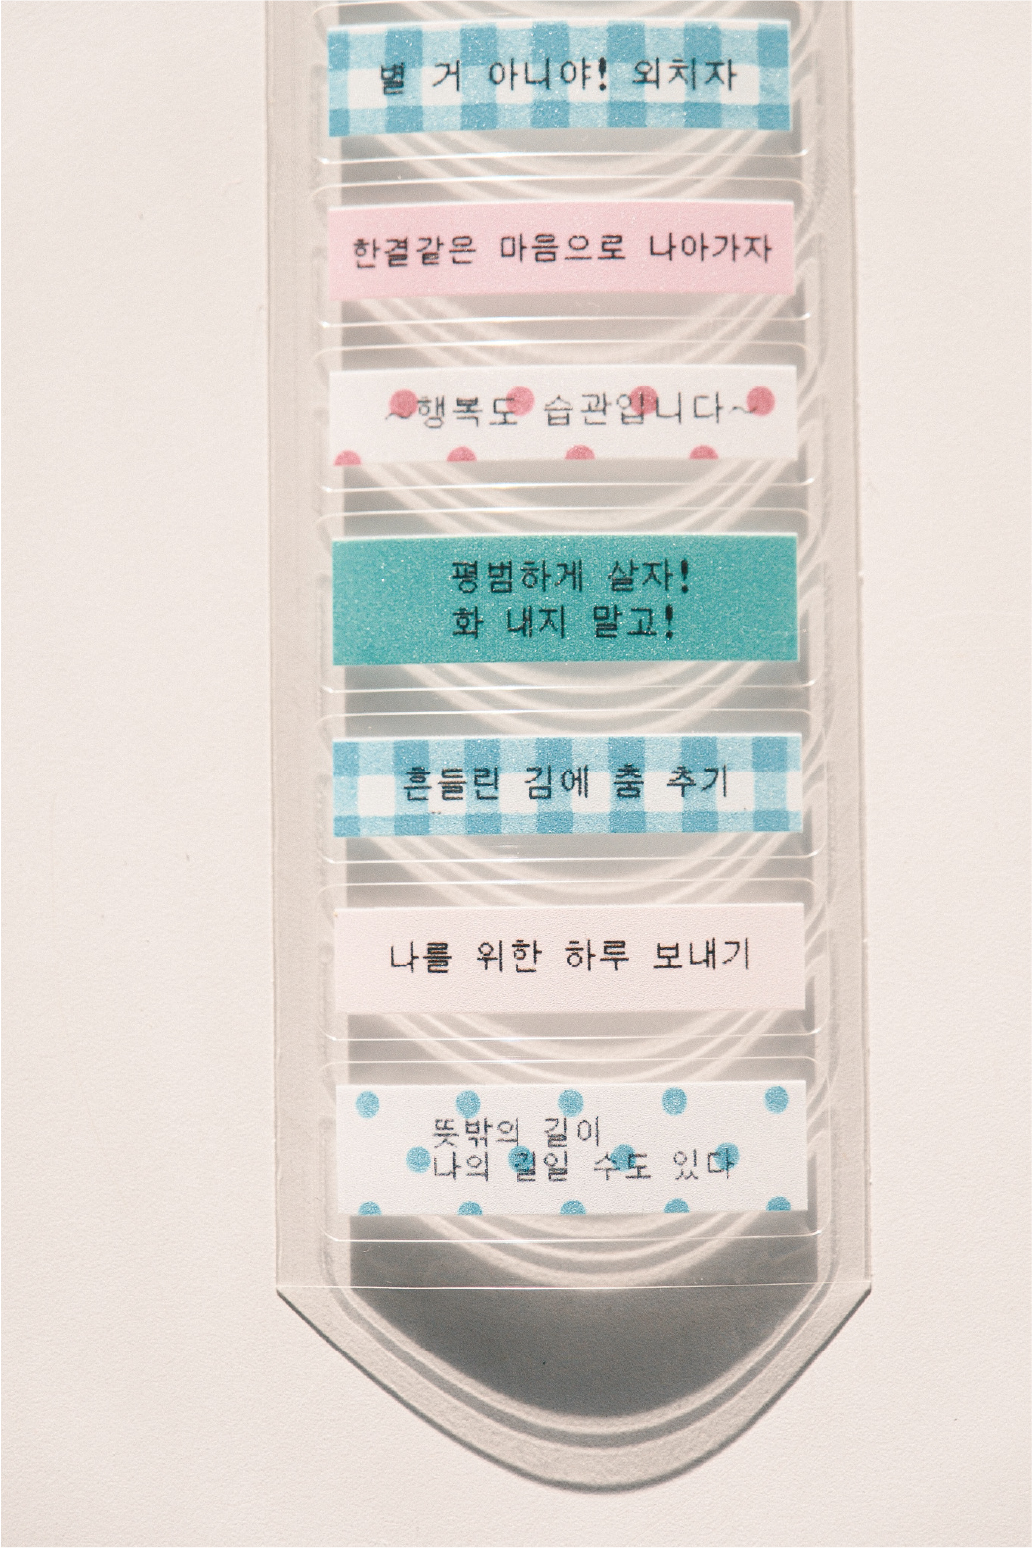 별 거 아니야! 외치자
한결같은 마음으로 나아가자
~행복도 습관입니다~
평범하게 살자!
화 내지 말고!
흔들린 김에 춤 추기
나를 위한 하루 보내기
뜻밖의 길이
나의 길일 수도 있다